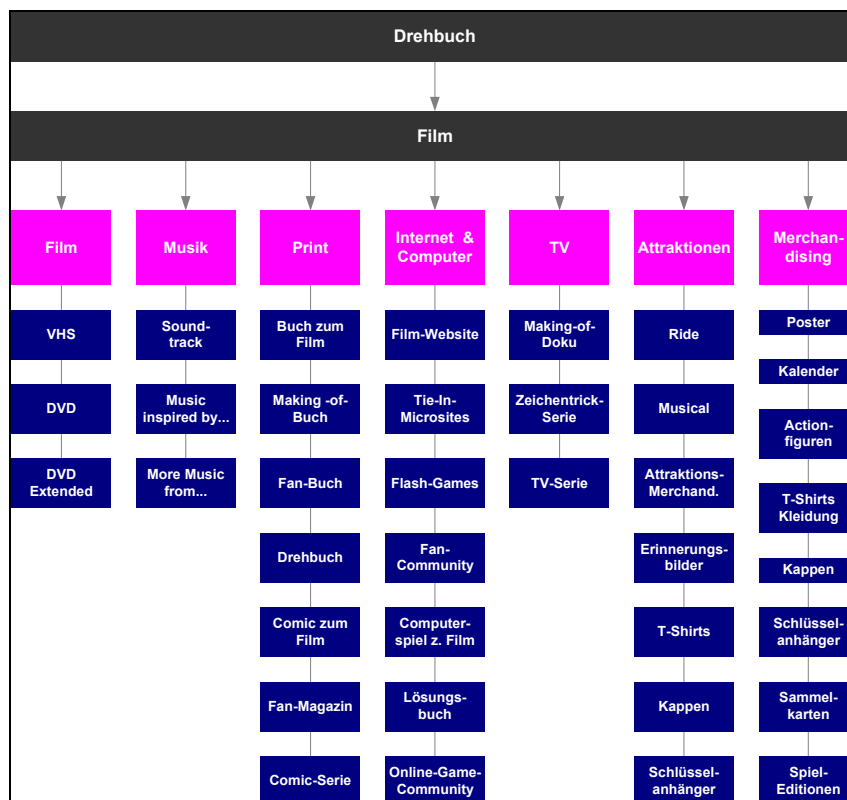 Drehbuch
Film
Film
Musik
Print
Internet &
Computer
TV
Attraktionen
Merchan-
dising
VHS
DVD
DVD
Extended
Sound-
track
Music
inspired by...
More Music
from...
Buch zum
Film
Making -of-
Buch
Fan-Buch
Drehbuch
Comic zum
Film
Fan-Magazin
Comic-Serie
Film-Website
Tie-In-
Microsites
Flash-Games
Fan-
Community
Computer-
spiel z. Film
Lösungs-
buch
Online-Game-
Community
Making-of-
Doku
Zeichentrick-
Serie
TV-Serie
Ride
Musical
Attraktions-
Merchand.
Erinnerungs-
bilder
T-Shirts
Kappen
Schlüssel-
anhänger
Poster
Kalender
Action-
figuren
T-Shirts
Kleidung
Kappen
Schlüssel-
anhänger
Sammel-
karten
Spiel-
Editionen